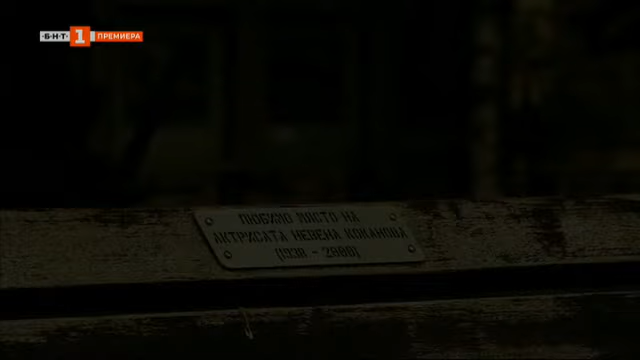 БНТ 1 ПРЕМИЕРА
ЛЮБИМО МЯСТО НА
АКТРИСАТА НЕВЕНА КОКАНОВА
(1938 - 2000)